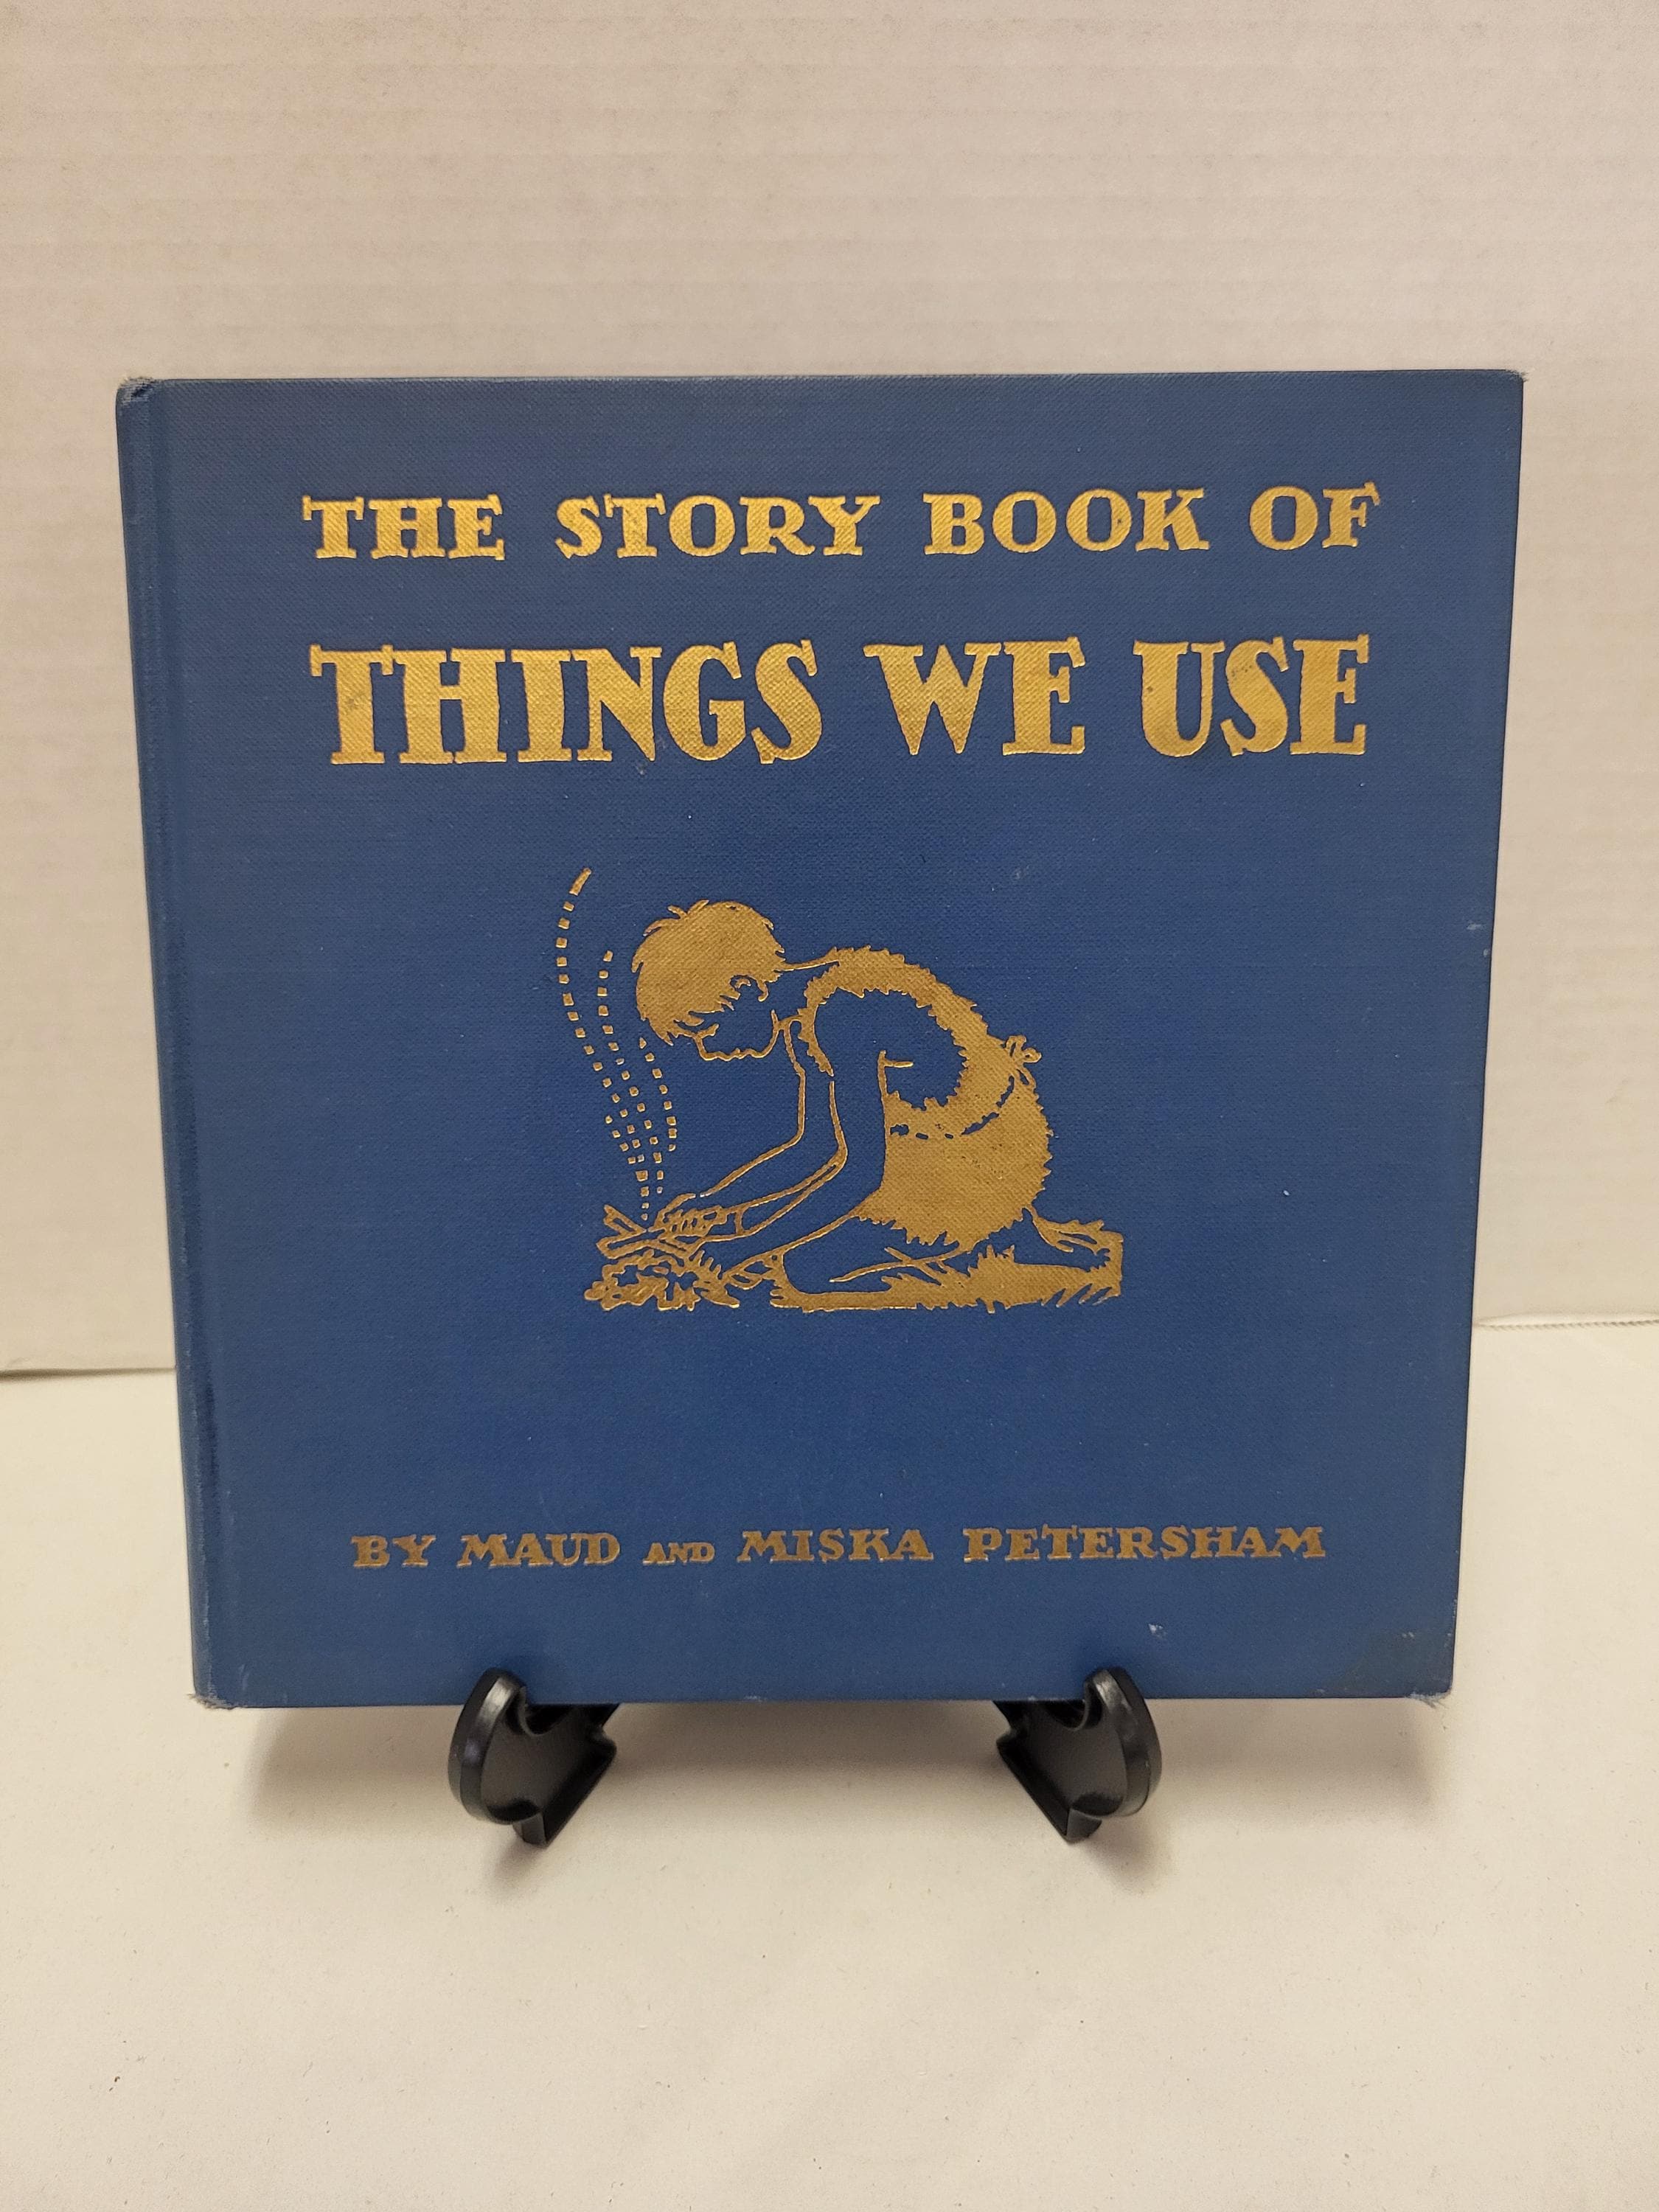 THE STORY BOOK OF
THINGS WE USE
BY MAUD AND MISKA PETERSHAM